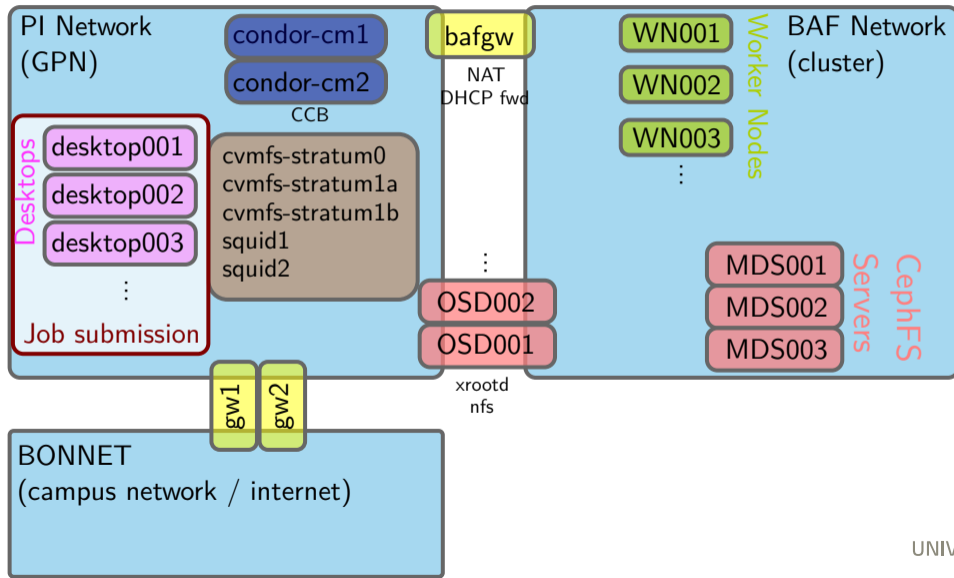 PI Network
(GPN)
condor-cm1
condor-cm2
CCB
bafgw
NAT
DHCP fwd
WN001
WN002
WN003
⋮
Worker Nodes
BAF Network
(cluster)
Desktops
desktop001
desktop002
desktop003
⋮
Job submission
cvmfs-stratum0
cvmfs-stratum1a
cvmfs-stratum1b
squid1
squid2
⋮
OSD002
OSD001
xrootd
nfs
MDS001
MDS002
MDS003
CephFS
Servers
gw1
gw2
BONNET
(campus network / internet)
UNIV